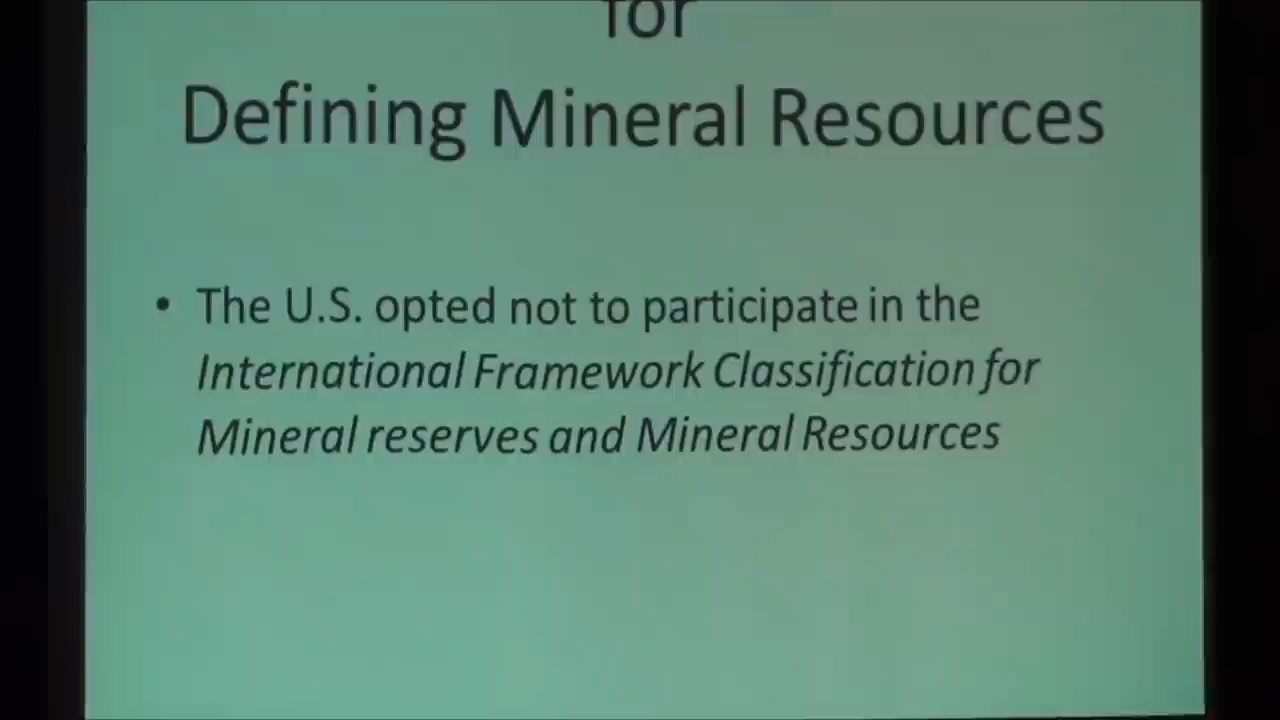 for
Defining Mineral Resources
• The U.S. opted not to participate in the
International Framework Classification for
Mineral reserves and Mineral Resources